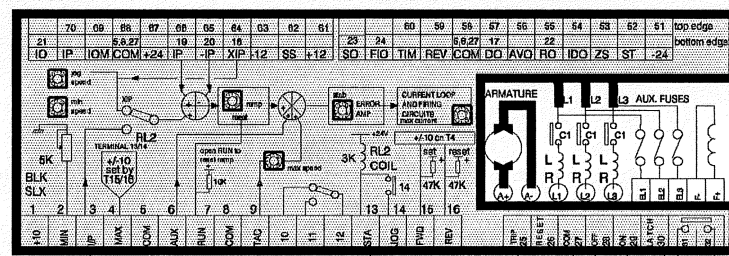 70 69 68 67 66 64 63 62 61 60 59 56 55 54 53 52 51 top edge
21 5,8,27 19 20 18 23 24 5,8,27 17 22 bottom edge
IO IP IOM COM +24 IP -IP XIP +12 SS +12 SO FIO TIM REV COM DO AVO RO IDO ZS ST -24
jog speed
min speed
XIP
RL2
TERMINAL 13/14
5K
BLK
SLX
+/-10
set by
T15/16
+ -
ramp
reset
open RUN to
reset ramp
10K
max speed
stab
ERROR
AMP
CURRENT LOOP
AND FIRING
CIRCUITS
max current
+24V
3K
RL2
COIL
14
+/-10 on T4
set reset
+ +
47K 47K
ARMATURE
L1 L2 L3 AUX. FUSES
C1 C1 C1
L L L
R R R
A+ A- L1 L2 L3 EL1 EL2 EL3 F- F+
1 2 3 4 5 6 7 8 9 13 14 15 16
+10 MIN I/P MAX COM AUX RUN COM TAC 10 11 12 STA JOG FWD REV
TRIP 25
RESET 26
COM 27
OFF 28
ON 29
LATCH 30